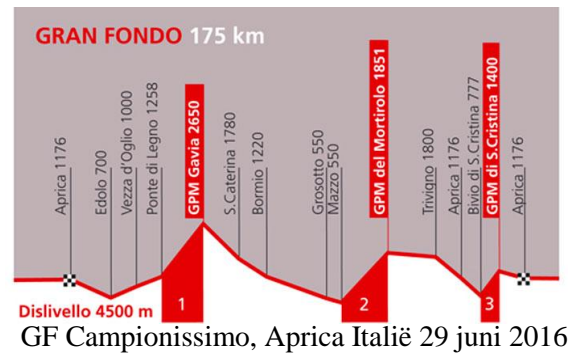 GRAN FONDO 175 km
Aprica 1176
Edolo 700
Vezza d'Oglio 1000
Ponte di Legno 1258
GPM Gavia 2650
S.Caterina 1780
Bormio 1220
Grosotto 550
Mazzo 550
GPM del Mortirolo 1851
Trivigno 1800
Aprica 1176
Bivio di S.Cristina 777
GPM di S.Cristina 1400
Aprica 1176
1
2
3
Dislivello 4500 m
GF Campionissimo, Aprica Italië 29 juni 2016